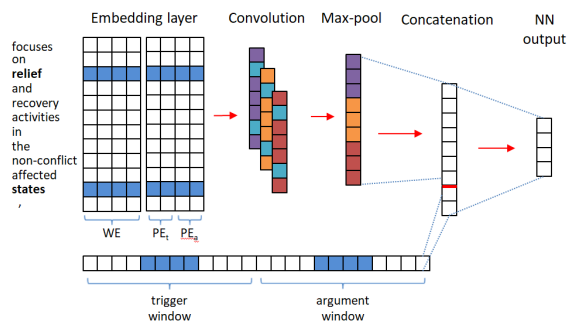 Embedding layer
Convolution
Max-pool
Concatenation
NN
output
focuses
on
relief
and
recovery
activities
in
the
non-conflict
affected
states
,
WE
PEt
PEa
trigger
window
argument
window